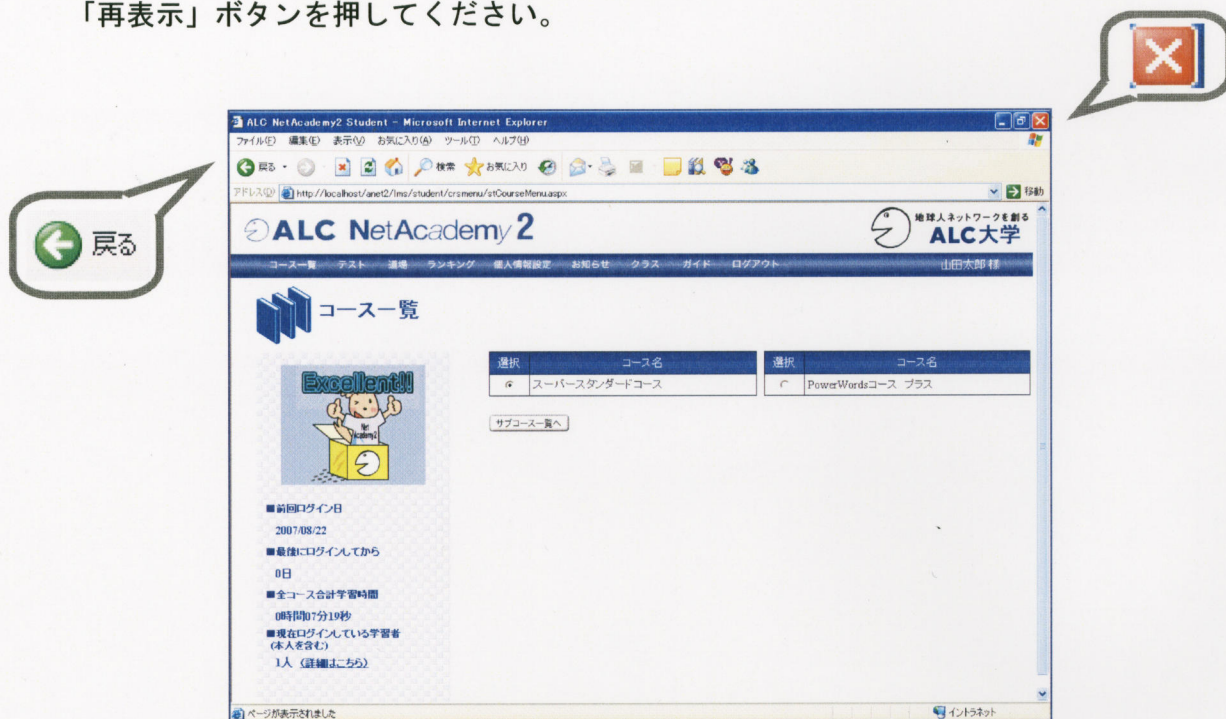 「再表示」ボタンを押してください。
ALC NetAcademy2 Student - Microsoft Internet Explorer
ファイル(F) 編集(E) 表示(V) お気に入り(A) ツール(T) ヘルプ(H)
戻る 検索 お気に入り
アドレス(D) http://localhost/anet2/lms/student/crsmenu/stCourseMenu.aspx 移動
戻る
ALC NetAcademy 2
地球人ネットワークを創る
ALC大学
コース一覧 テスト 道場 ランキング 個人情報設定 お知らせ クラス ガイド ログアウト 山田太郎 様
コース一覧
選択 コース名 選択 コース名
スーパースタンダードコース PowerWordsコース プラス
サブコース一覧へ
Excellent!!
Net
Academy2
■前回ログイン日
2007/08/22
■最後にログインしてから
0日
■全コース合計学習時間
0時間07分19秒
■現在ログインしている学習者
(本人を含む)
1人 (詳細はこちら)
ページが表示されました イントラネット